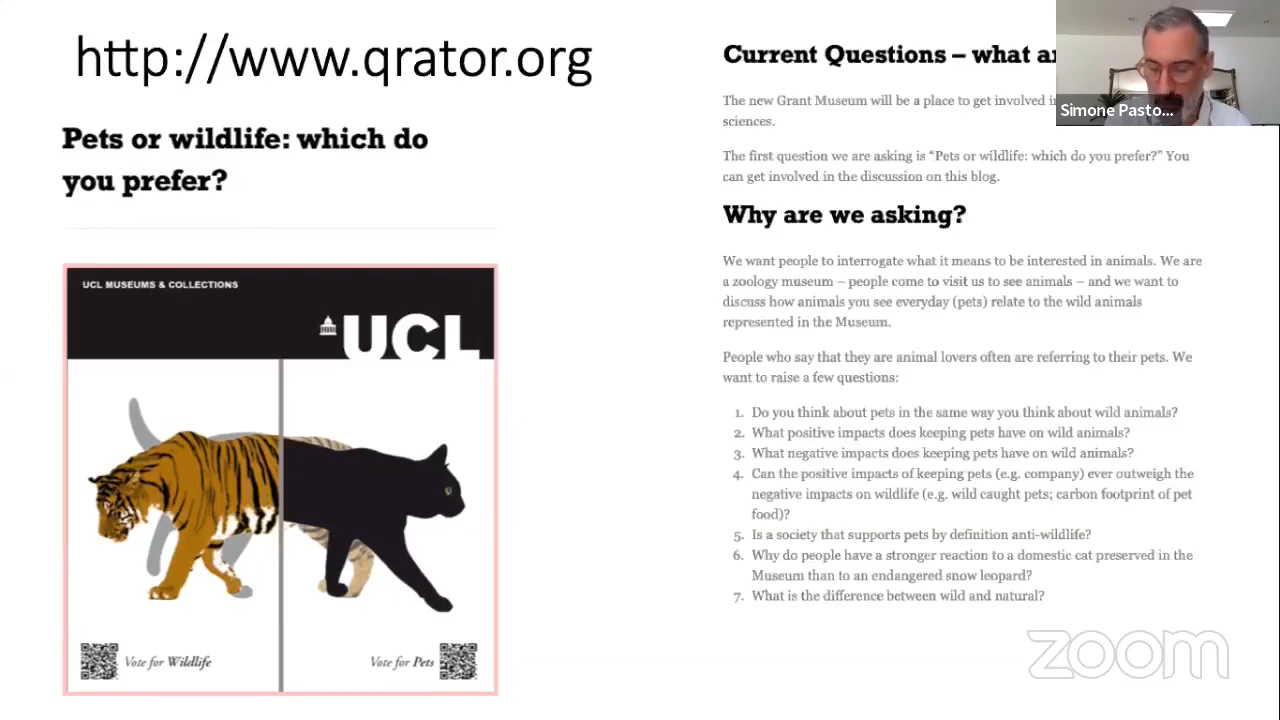 http://www.qrator.org
Pets or wildlife: which do
you prefer?
UCL MUSEUMS & COLLECTIONS
UCL
Vote for Wildlife
Vote for Pets
Current Questions – what
The new Grant Museum will be a place to get involved
sciences.
The first question we are asking is “Pets or wildlife: which do you prefer?” You
can get involved in the discussion on this blog.
Why are we asking?
We want people to interrogate what it means to be interested in animals. We are
a zoology museum – people come to visit us to see animals – and we want to
discuss how animals you see everyday (pets) relate to the wild animals
represented in the Museum.
People who say that they are animal lovers often are referring to their pets. We
want to raise a few questions:
1. Do you think about pets in the same way you think about wild animals?
2. What positive impacts does keeping pets have on wild animals?
3. What negative impacts does keeping pets have on wild animals?
4. Can the positive impacts of keeping pets (e.g. company) ever outweigh the
negative impacts on wildlife (e.g. wild caught pets; carbon footprint of pet
food)?
5. Is a society that supports pets by definition anti-wildlife?
6. Why do people have a stronger reaction to a domestic cat preserved in the
Museum than to an endangered snow leopard?
7. What is the difference between wild and natural?
Simone Pasto...
zoom